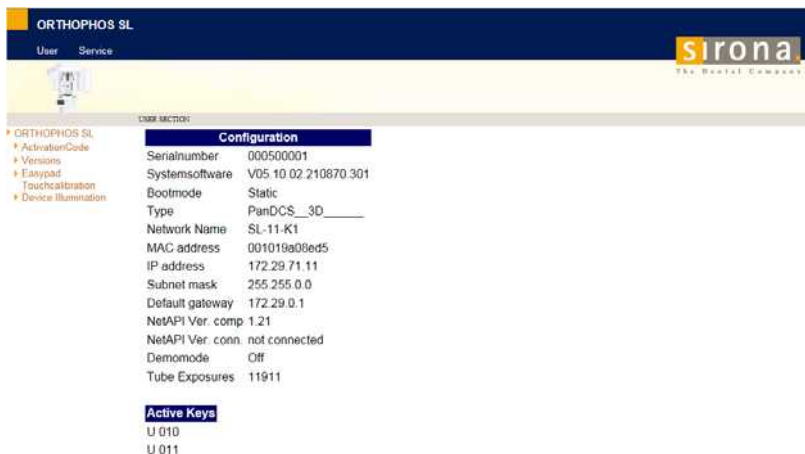 ORTHOPHOS SL
User Service
sirona.
The Dental Company
USER SECTION
ORTHOPHOS SL
ActivationCode
Versions
Easypad
Touchcalibration
Device Illumination
Configuration
Serialnumber 000500001
Systemsoftware V05.10.02.210870.301
Bootmode Static
Type PanDCS__3D______
Network Name SL-11-K1
MAC address 001019a08ed5
IP address 172.29.71.11
Subnet mask 255.255.0.0
Default gateway 172.29.0.1
NetAPI Ver. comp 1.21
NetAPI Ver. conn. not connected
Demomode Off
Tube Exposures 11911
Active Keys
U 010
U 011